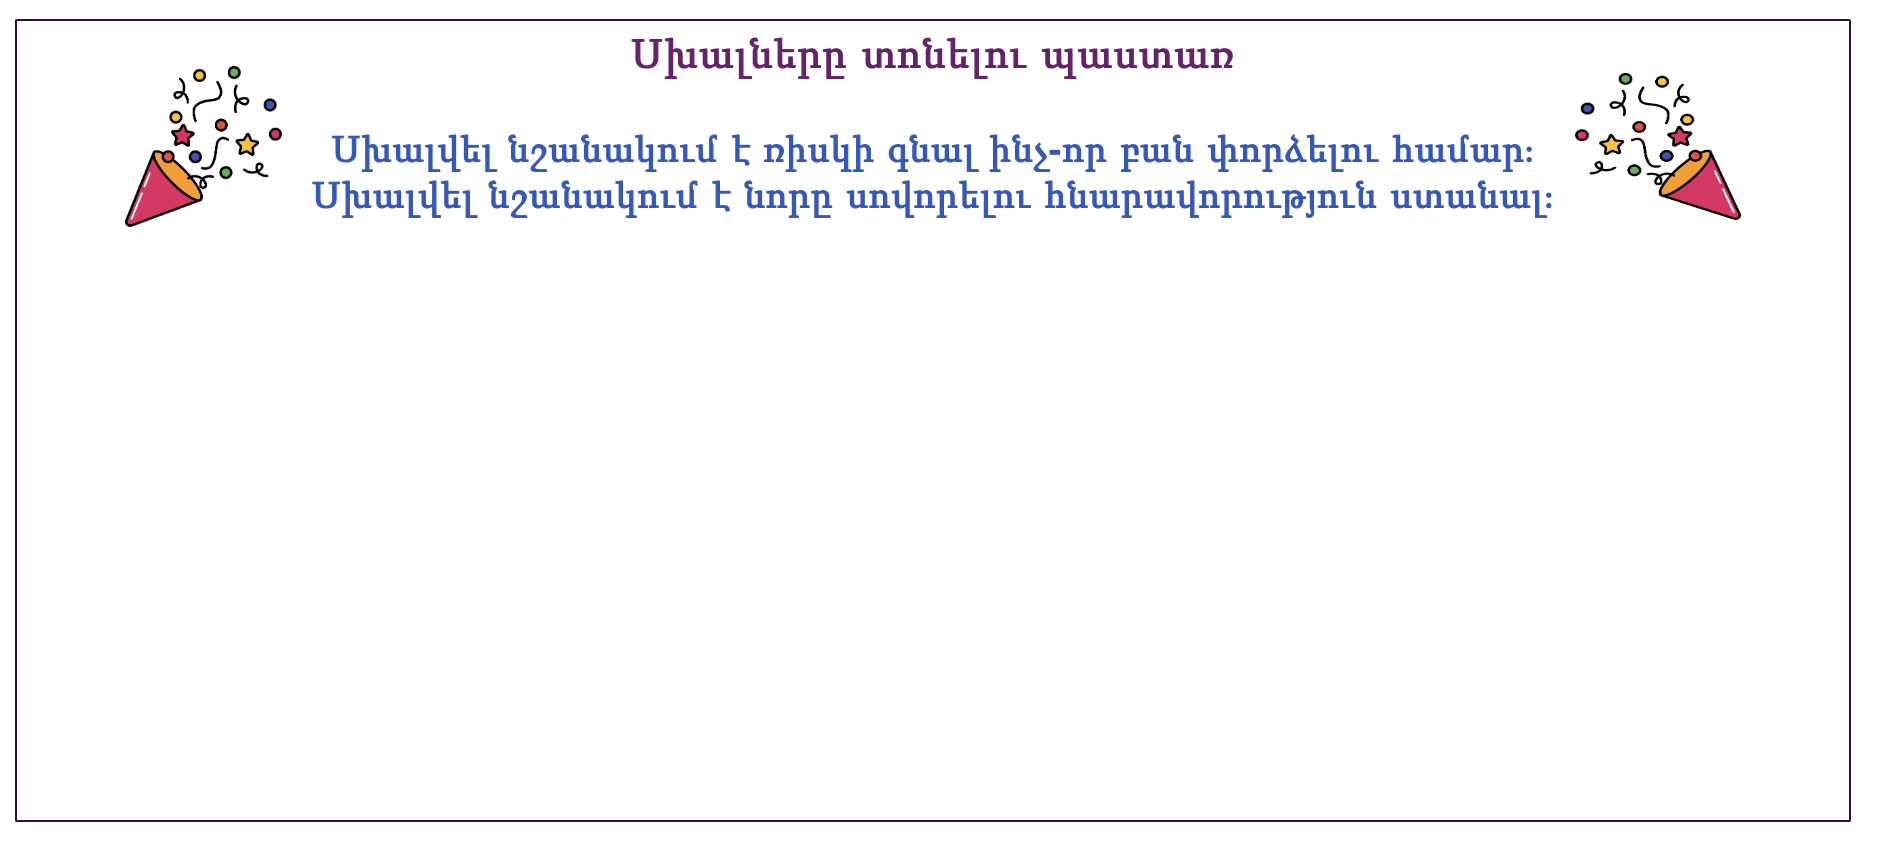 Սխալները տոնելու պաստառ
Սխալվել նշանակում է ռիսկի գնալ ինչ-որ բան փորձելու համար։
Սխալվել նշանակում է նորը սովորելու հնարավորություն ստանալ։